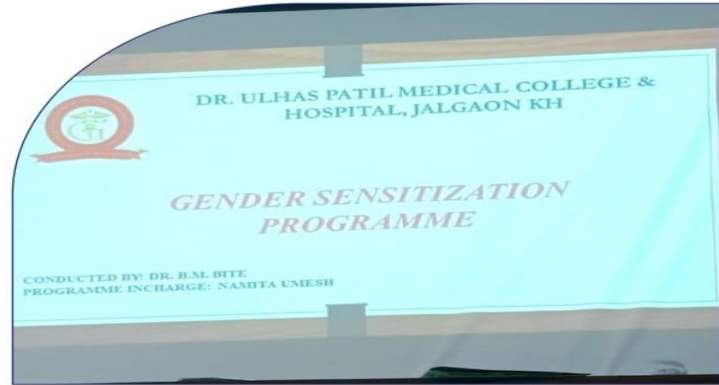 DR. ULHAS PATIL MEDICAL COLLEGE &
HOSPITAL, JALGAON KH
GENDER SENSITIZATION
PROGRAMME
CONDUCTED BY: DR. B.M. BITE
PROGRAMME INCHARGE: NAMITA UMESH